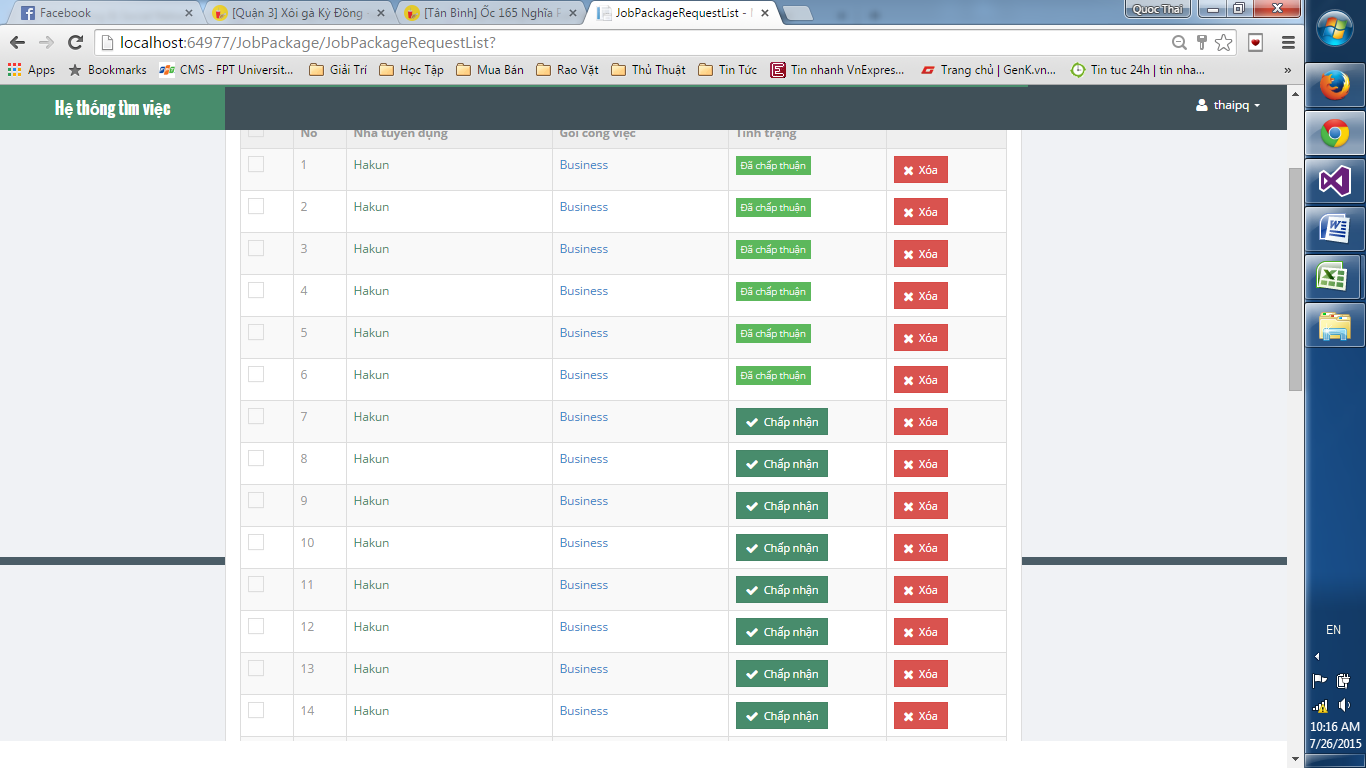 Facebook
[Quận 3] Xôi gà Kỳ Đồng -
[Tân Bình] Ốc 165 Nghĩa P
JobPackageRequestList -
Quoc Thai
localhost:64977/JobPackage/JobPackageRequestList?
Apps Bookmarks CMS - FPT Universit... Giải Trí Học Tập Mua Bán Rao Vặt Thủ Thuật Tin Tức Tin nhanh VnExpres... Trang chủ | GenK.vn... Tin tuc 24h | tin nha... »
Hệ thống tìm việc
thaipq
No Nhà tuyển dụng Gói công việc Tình trạng
1 Hakun Business Đã chấp thuận Xóa
2 Hakun Business Đã chấp thuận Xóa
3 Hakun Business Đã chấp thuận Xóa
4 Hakun Business Đã chấp thuận Xóa
5 Hakun Business Đã chấp thuận Xóa
6 Hakun Business Đã chấp thuận Xóa
7 Hakun Business Chấp nhận Xóa
8 Hakun Business Chấp nhận Xóa
9 Hakun Business Chấp nhận Xóa
10 Hakun Business Chấp nhận Xóa
11 Hakun Business Chấp nhận Xóa
12 Hakun Business Chấp nhận Xóa
13 Hakun Business Chấp nhận Xóa
14 Hakun Business Chấp nhận Xóa
EN
10:16 AM
7/26/2015